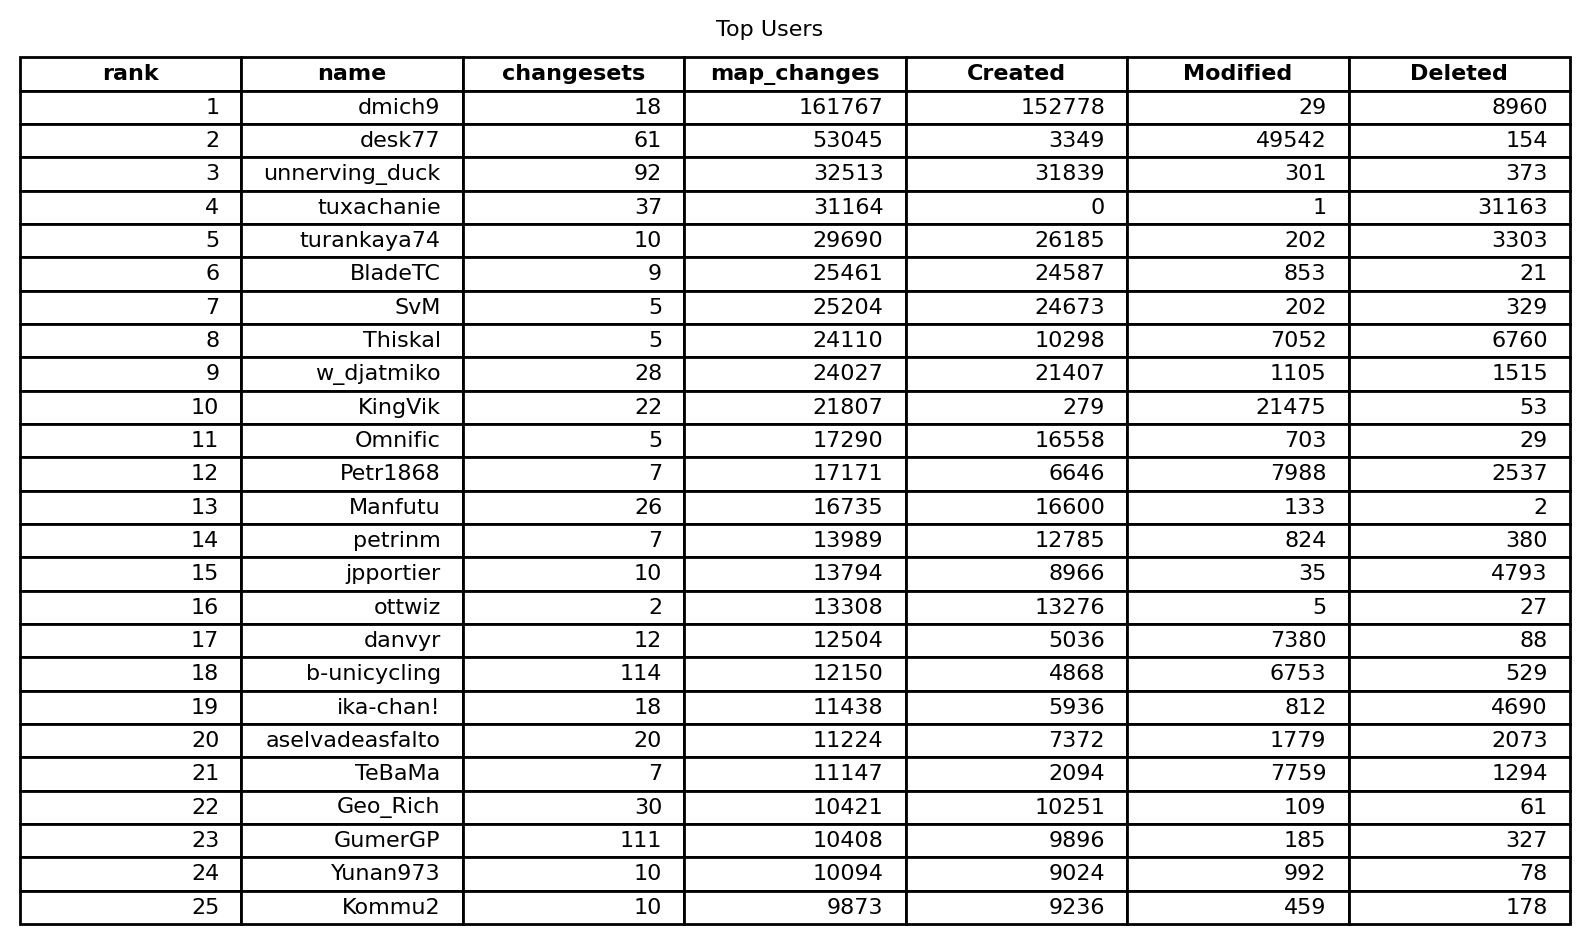 Top Users
rank name changesets map_changes Created Modified Deleted
1 dmich9 18 161767 152778 29 8960
2 desk77 61 53045 3349 49542 154
3 unnerving_duck 92 32513 31839 301 373
4 tuxachanie 37 31164 0 1 31163
5 turankaya74 10 29690 26185 202 3303
6 BladeTC 9 25461 24587 853 21
7 SvM 5 25204 24673 202 329
8 Thiskal 5 24110 10298 7052 6760
9 w_djatmiko 28 24027 21407 1105 1515
10 KingVik 22 21807 279 21475 53
11 Omnific 5 17290 16558 703 29
12 Petr1868 7 17171 6646 7988 2537
13 Manfutu 26 16735 16600 133 2
14 petrinm 7 13989 12785 824 380
15 jpportier 10 13794 8966 35 4793
16 ottwiz 2 13308 13276 5 27
17 danvyr 12 12504 5036 7380 88
18 b-unicycling 114 12150 4868 6753 529
19 ika-chan! 18 11438 5936 812 4690
20 aselvadeasfalto 20 11224 7372 1779 2073
21 TeBaMa 7 11147 2094 7759 1294
22 Geo_Rich 30 10421 10251 109 61
23 GumerGP 111 10408 9896 185 327
24 Yunan973 10 10094 9024 992 78
25 Kommu2 10 9873 9236 459 178